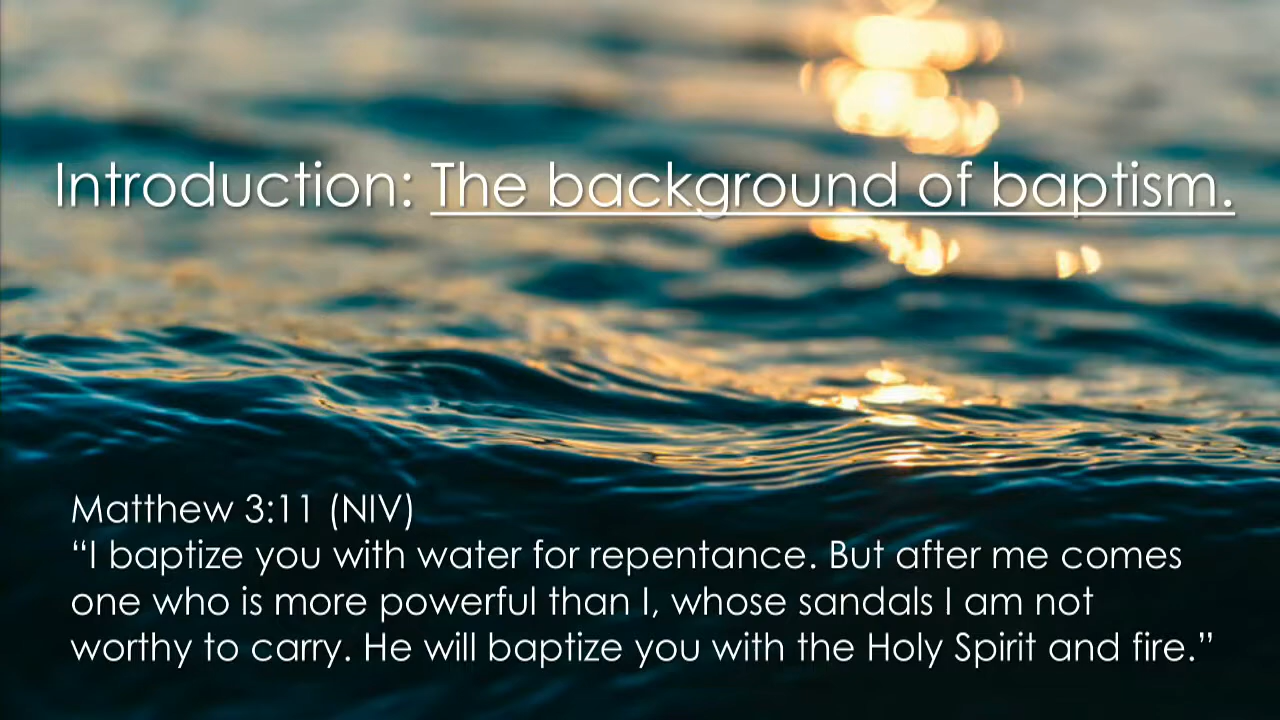 Introduction: The background of baptism.
Matthew 3:11 (NIV)
“I baptize you with water for repentance. But after me comes
one who is more powerful than I, whose sandals I am not
worthy to carry. He will baptize you with the Holy Spirit and fire.”